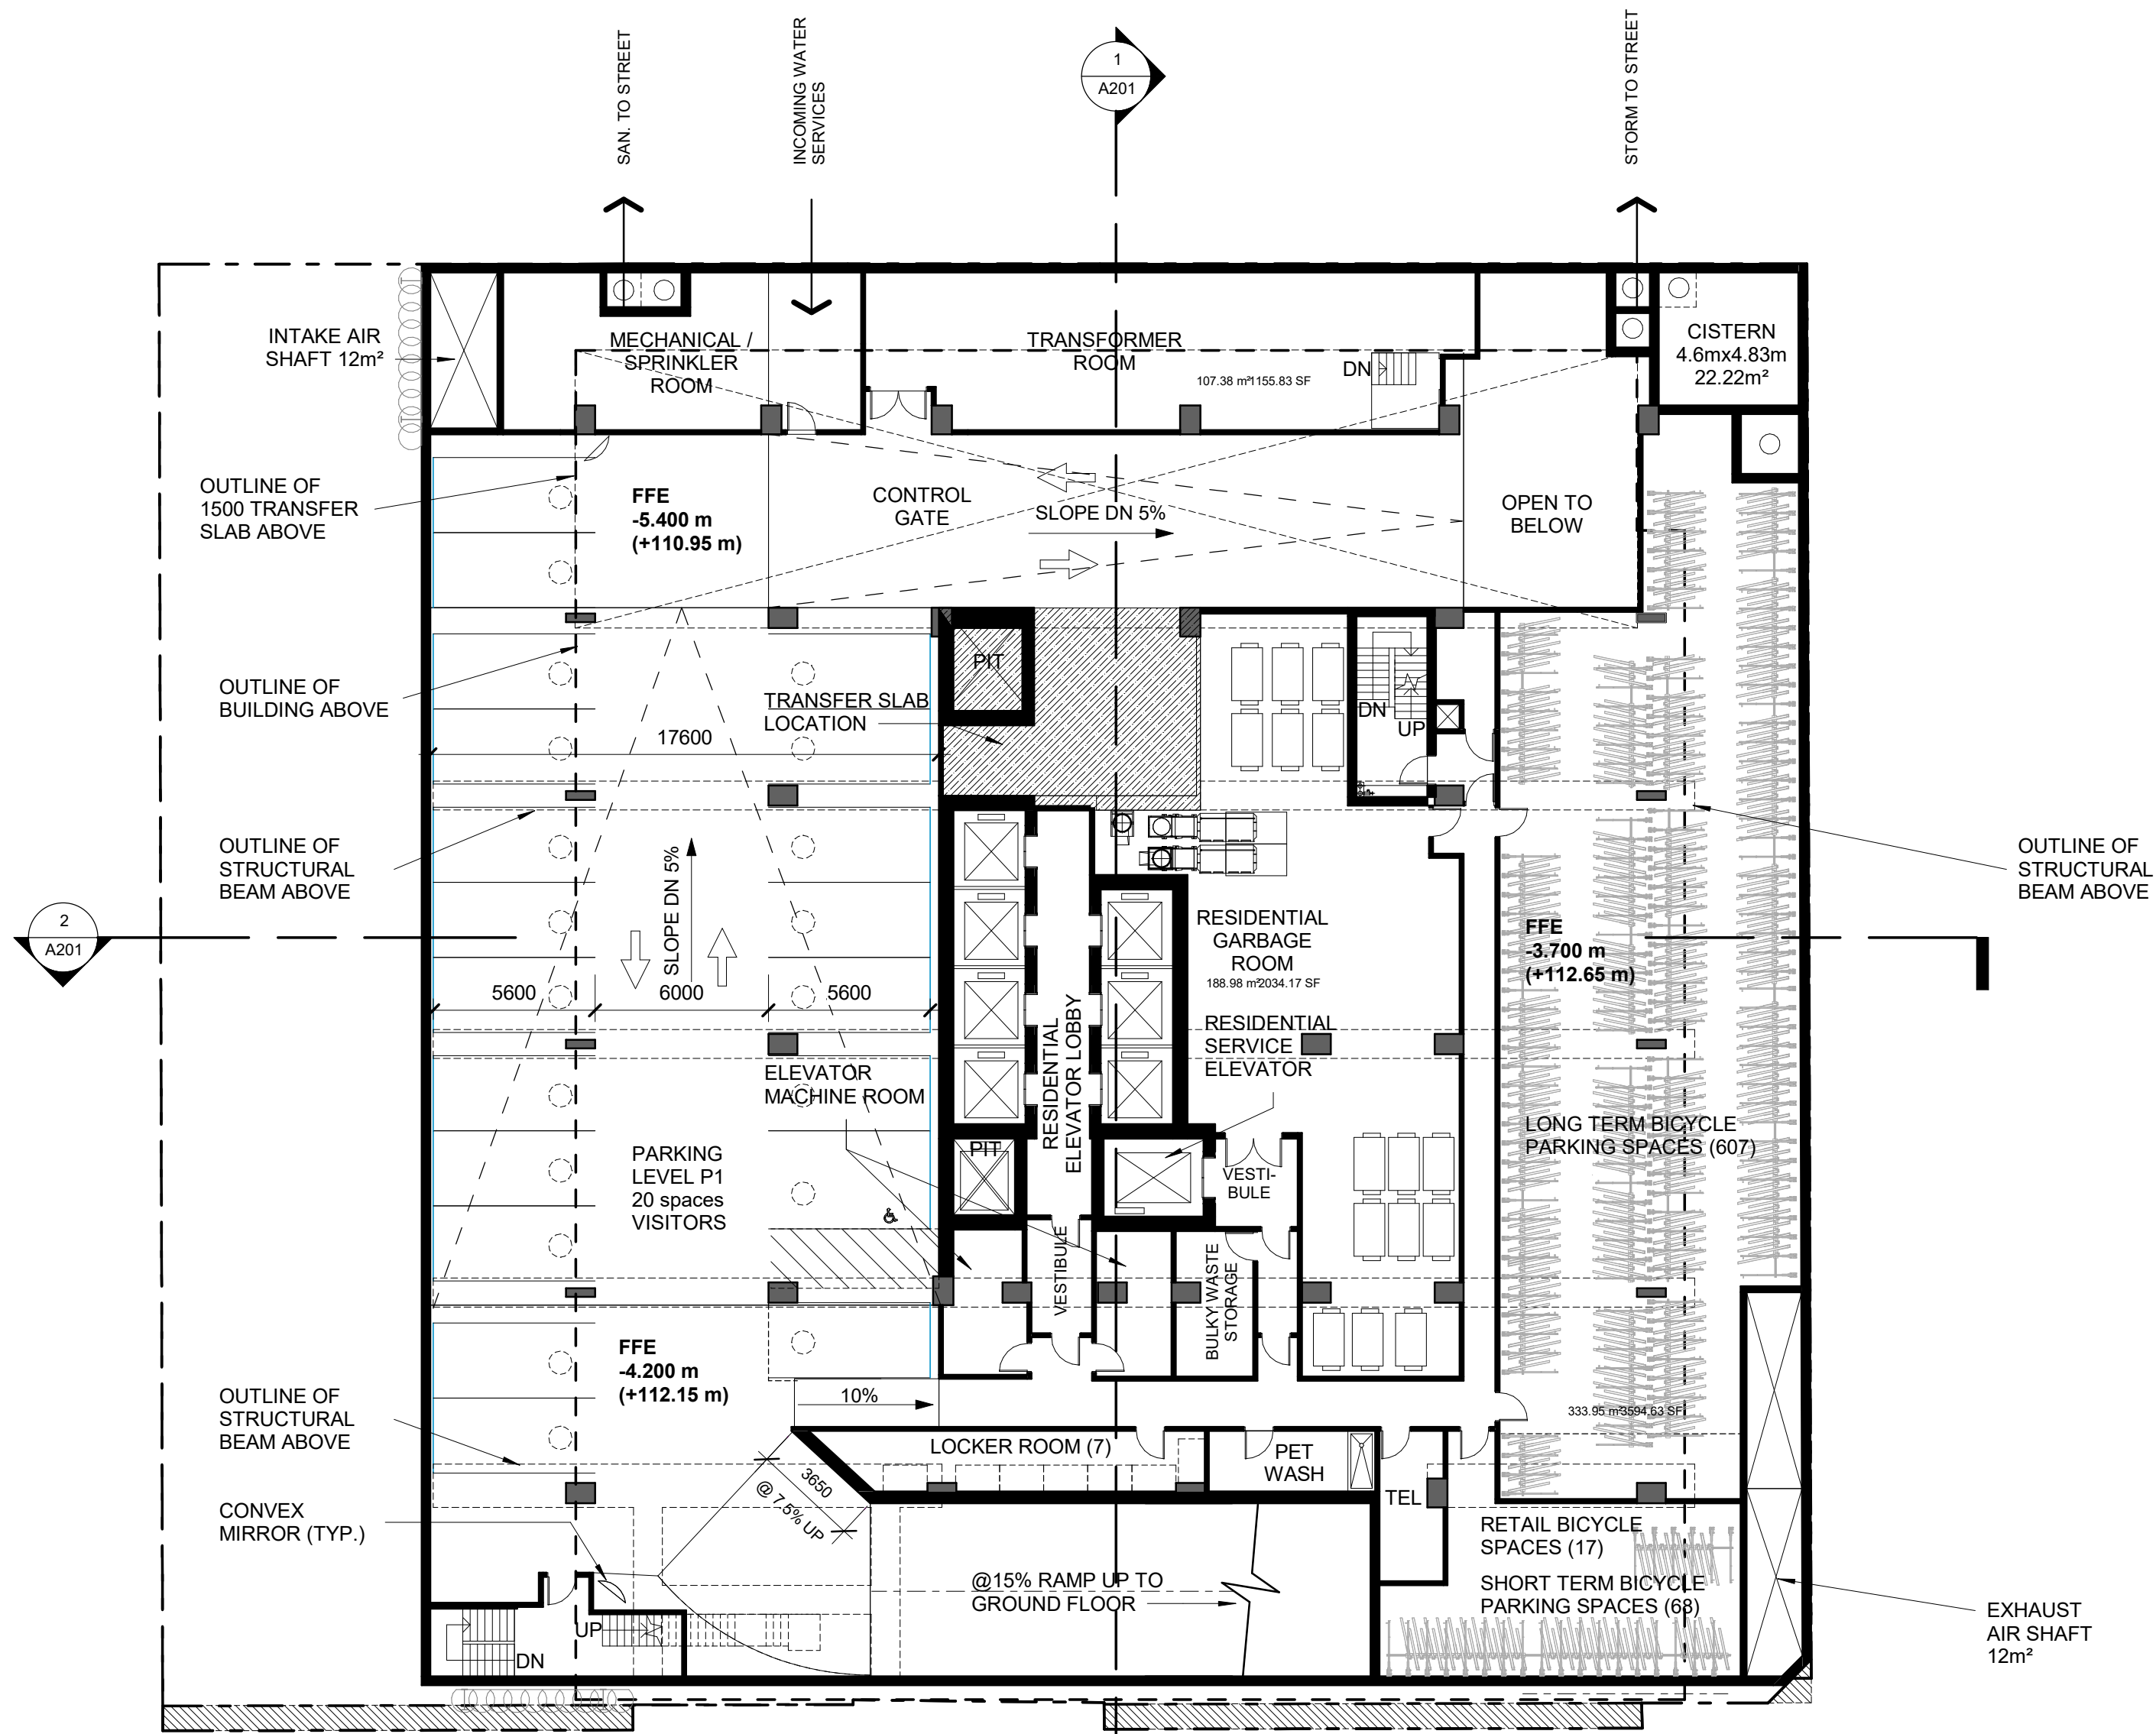 SAN. TO STREET
INCOMING WATER
SERVICES
1
A201
STORM TO STREET
INTAKE AIR
SHAFT 12m²
MECHANICAL /
SPRINKLER
ROOM
TRANSFORMER
ROOM
107.38 m²1155.83 SF
DN
CISTERN
4.6mx4.83m
22.22m²
OUTLINE OF
1500 TRANSFER
SLAB ABOVE
FFE
-5.400 m
(+110.95 m)
CONTROL
GATE
SLOPE DN 5%
OPEN TO
BELOW
OUTLINE OF
BUILDING ABOVE
PIT
TRANSFER SLAB
LOCATION
17600
DN
UP
OUTLINE OF
STRUCTURAL
BEAM ABOVE
OUTLINE OF
STRUCTURAL
BEAM ABOVE
2
A201
SLOPE DN 5%
5600
6000
5600
RESIDENTIAL
GARBAGE
ROOM
188.98 m²2034.17 SF
FFE
-3.700 m
(+112.65 m)
RESIDENTIAL
SERVICE
ELEVATOR
RESIDENTIAL
ELEVATOR LOBBY
ELEVATOR
MACHINE ROOM
LONG TERM BICYCLE
PARKING SPACES (607)
PARKING
LEVEL P1
20 spaces
VISITORS
PIT
VESTI-
BULE
VESTIBULE
BULKY WASTE
STORAGE
FFE
-4.200 m
(+112.15 m)
10%
333.95 m²3594.63 SF
OUTLINE OF
STRUCTURAL
BEAM ABOVE
LOCKER ROOM (7)
PET
WASH
3650
@ 7.5% UP
TEL
CONVEX
MIRROR (TYP.)
RETAIL BICYCLE
SPACES (17)
@15% RAMP UP TO
GROUND FLOOR
SHORT TERM BICYCLE
PARKING SPACES (68)
UP
DN
EXHAUST
AIR SHAFT
12m²